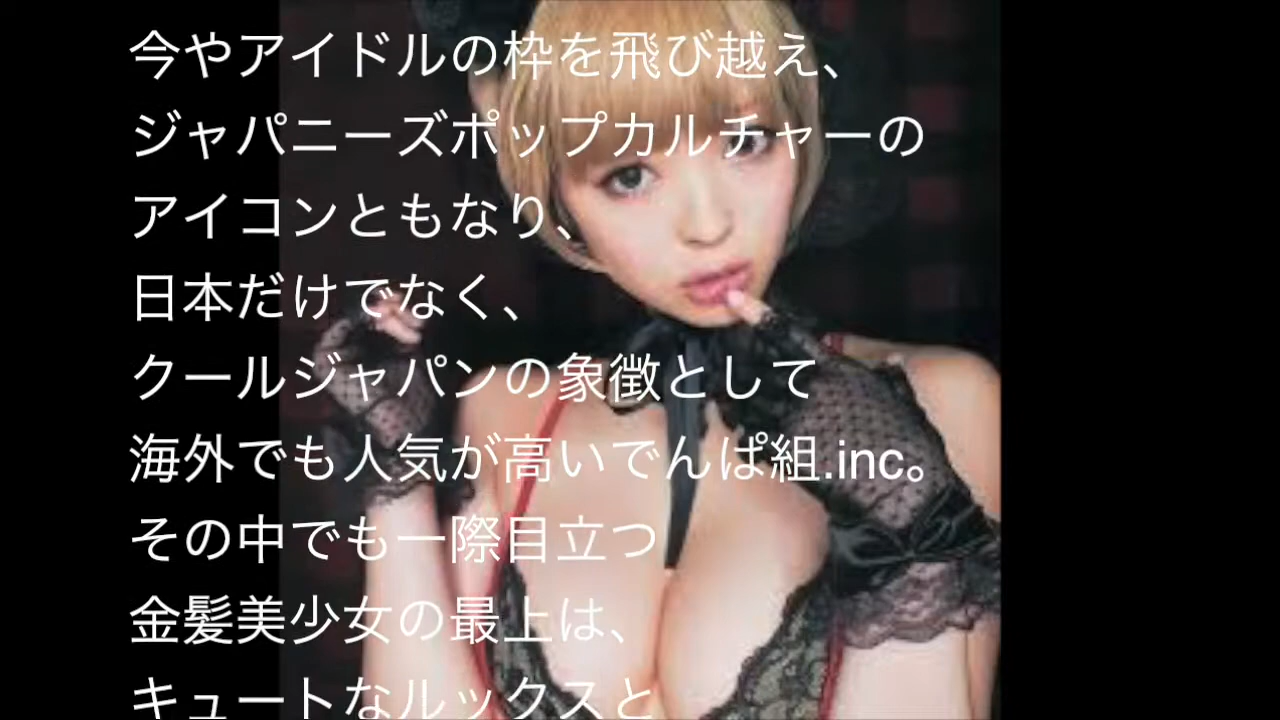 今やアイドルの枠を飛び越え、
ジャパニーズポップカルチャーの
アイコンともなり、
日本だけでなく、
クールジャパンの象徴として
海外でも人気が高いでんぱ組.inc。
その中でも一際目立つ
金髪美少女の最上は、
キュートなルックスと